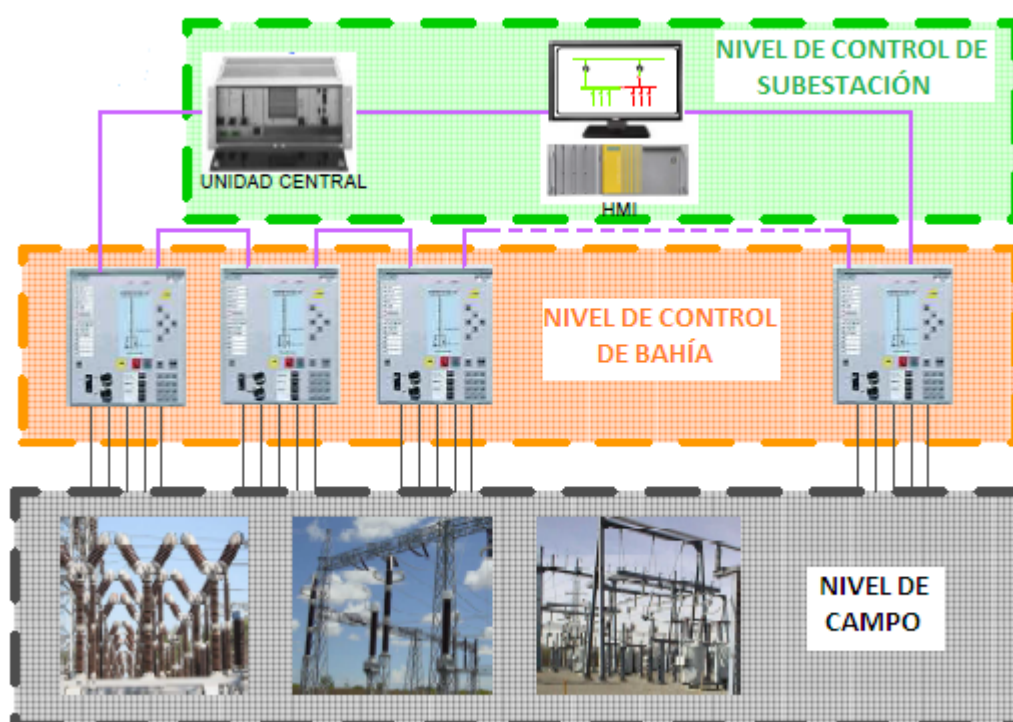 NIVEL DE CONTROL DE
SUBESTACIÓN
UNIDAD CENTRAL
HMI
NIVEL DE CONTROL
DE BAHÍA
NIVEL DE
CAMPO